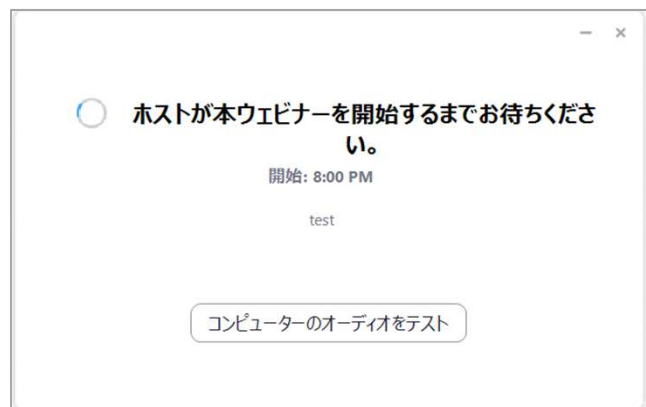 ホストが本ウェビナーを開始するまでお待ちくださ
い。
開始: 8:00 PM
test
コンピューターのオーディオをテスト